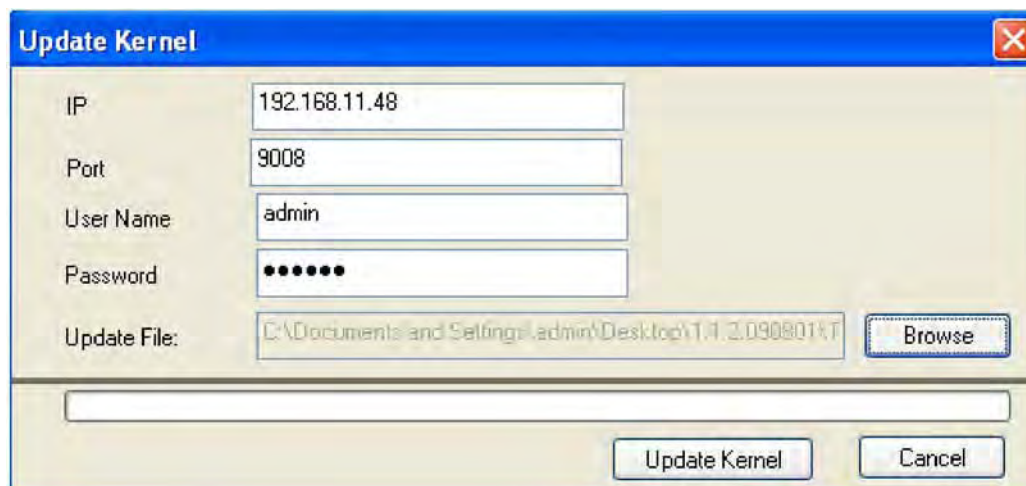 Update Kernel
IP 192.168.11.48
Port 9008
User Name admin
Password ●●●●●●
Update File: C:\Documents and Settings\admin\Desktop\1.1.2.090801\T Browse
Update Kernel Cancel